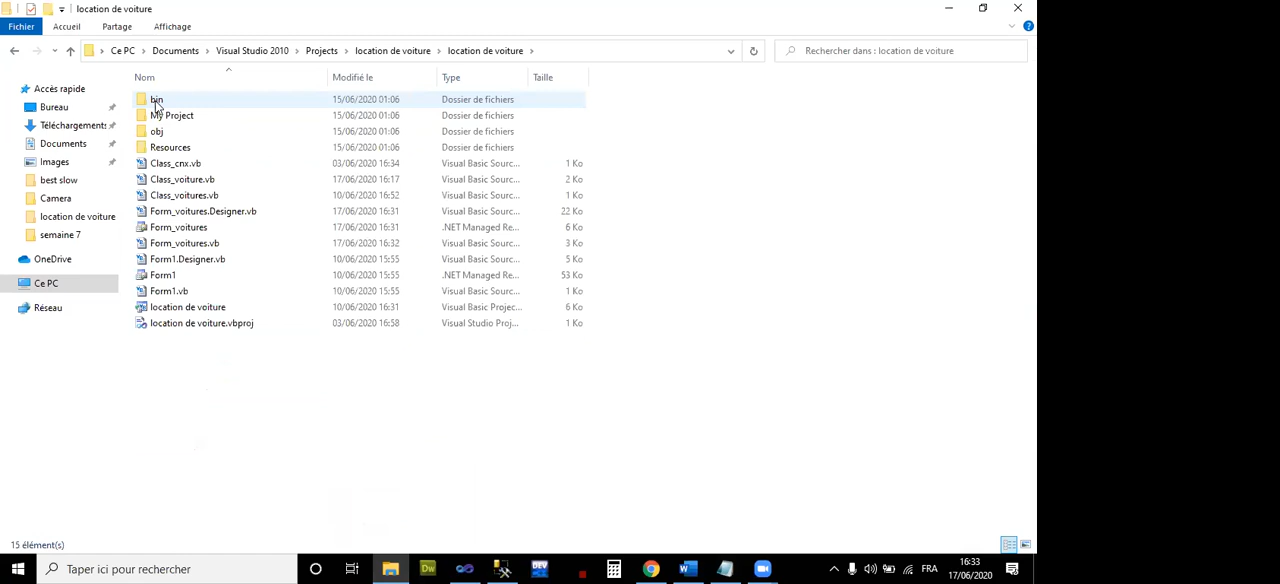 location de voiture
Fichier Accueil Partage Affichage
Ce PC Documents Visual Studio 2010 Projects location de voiture location de voiture
Rechercher dans : location de voiture
Nom Modifié le Type Taille
Accès rapide
Bureau
Téléchargements
Documents
Images
best slow
Camera
location de voiture
semaine 7
OneDrive
Ce PC
Réseau
bin 15/06/2020 01:06 Dossier de fichiers
My Project 15/06/2020 01:06 Dossier de fichiers
obj 15/06/2020 01:06 Dossier de fichiers
Resources 15/06/2020 01:06 Dossier de fichiers
Class_cnx.vb 03/06/2020 16:34 Visual Basic Sourc... 1 Ko
Class_voiture.vb 17/06/2020 16:17 Visual Basic Sourc... 2 Ko
Class_voitures.vb 10/06/2020 16:52 Visual Basic Sourc... 1 Ko
Form_voitures.Designer.vb 17/06/2020 16:31 Visual Basic Sourc... 22 Ko
Form_voitures 17/06/2020 16:31 .NET Managed Re... 6 Ko
Form_voitures.vb 17/06/2020 16:32 Visual Basic Sourc... 3 Ko
Form1.Designer.vb 10/06/2020 15:55 Visual Basic Sourc... 5 Ko
Form1 10/06/2020 15:55 .NET Managed Re... 53 Ko
Form1.vb 10/06/2020 15:55 Visual Basic Sourc... 1 Ko
location de voiture 10/06/2020 16:31 Visual Basic Projec... 6 Ko
location de voiture.vbproj 03/06/2020 16:58 Visual Studio Proj... 1 Ko
15 élément(s)
Taper ici pour rechercher
Dw
DEV
FRA
16:33
17/06/2020